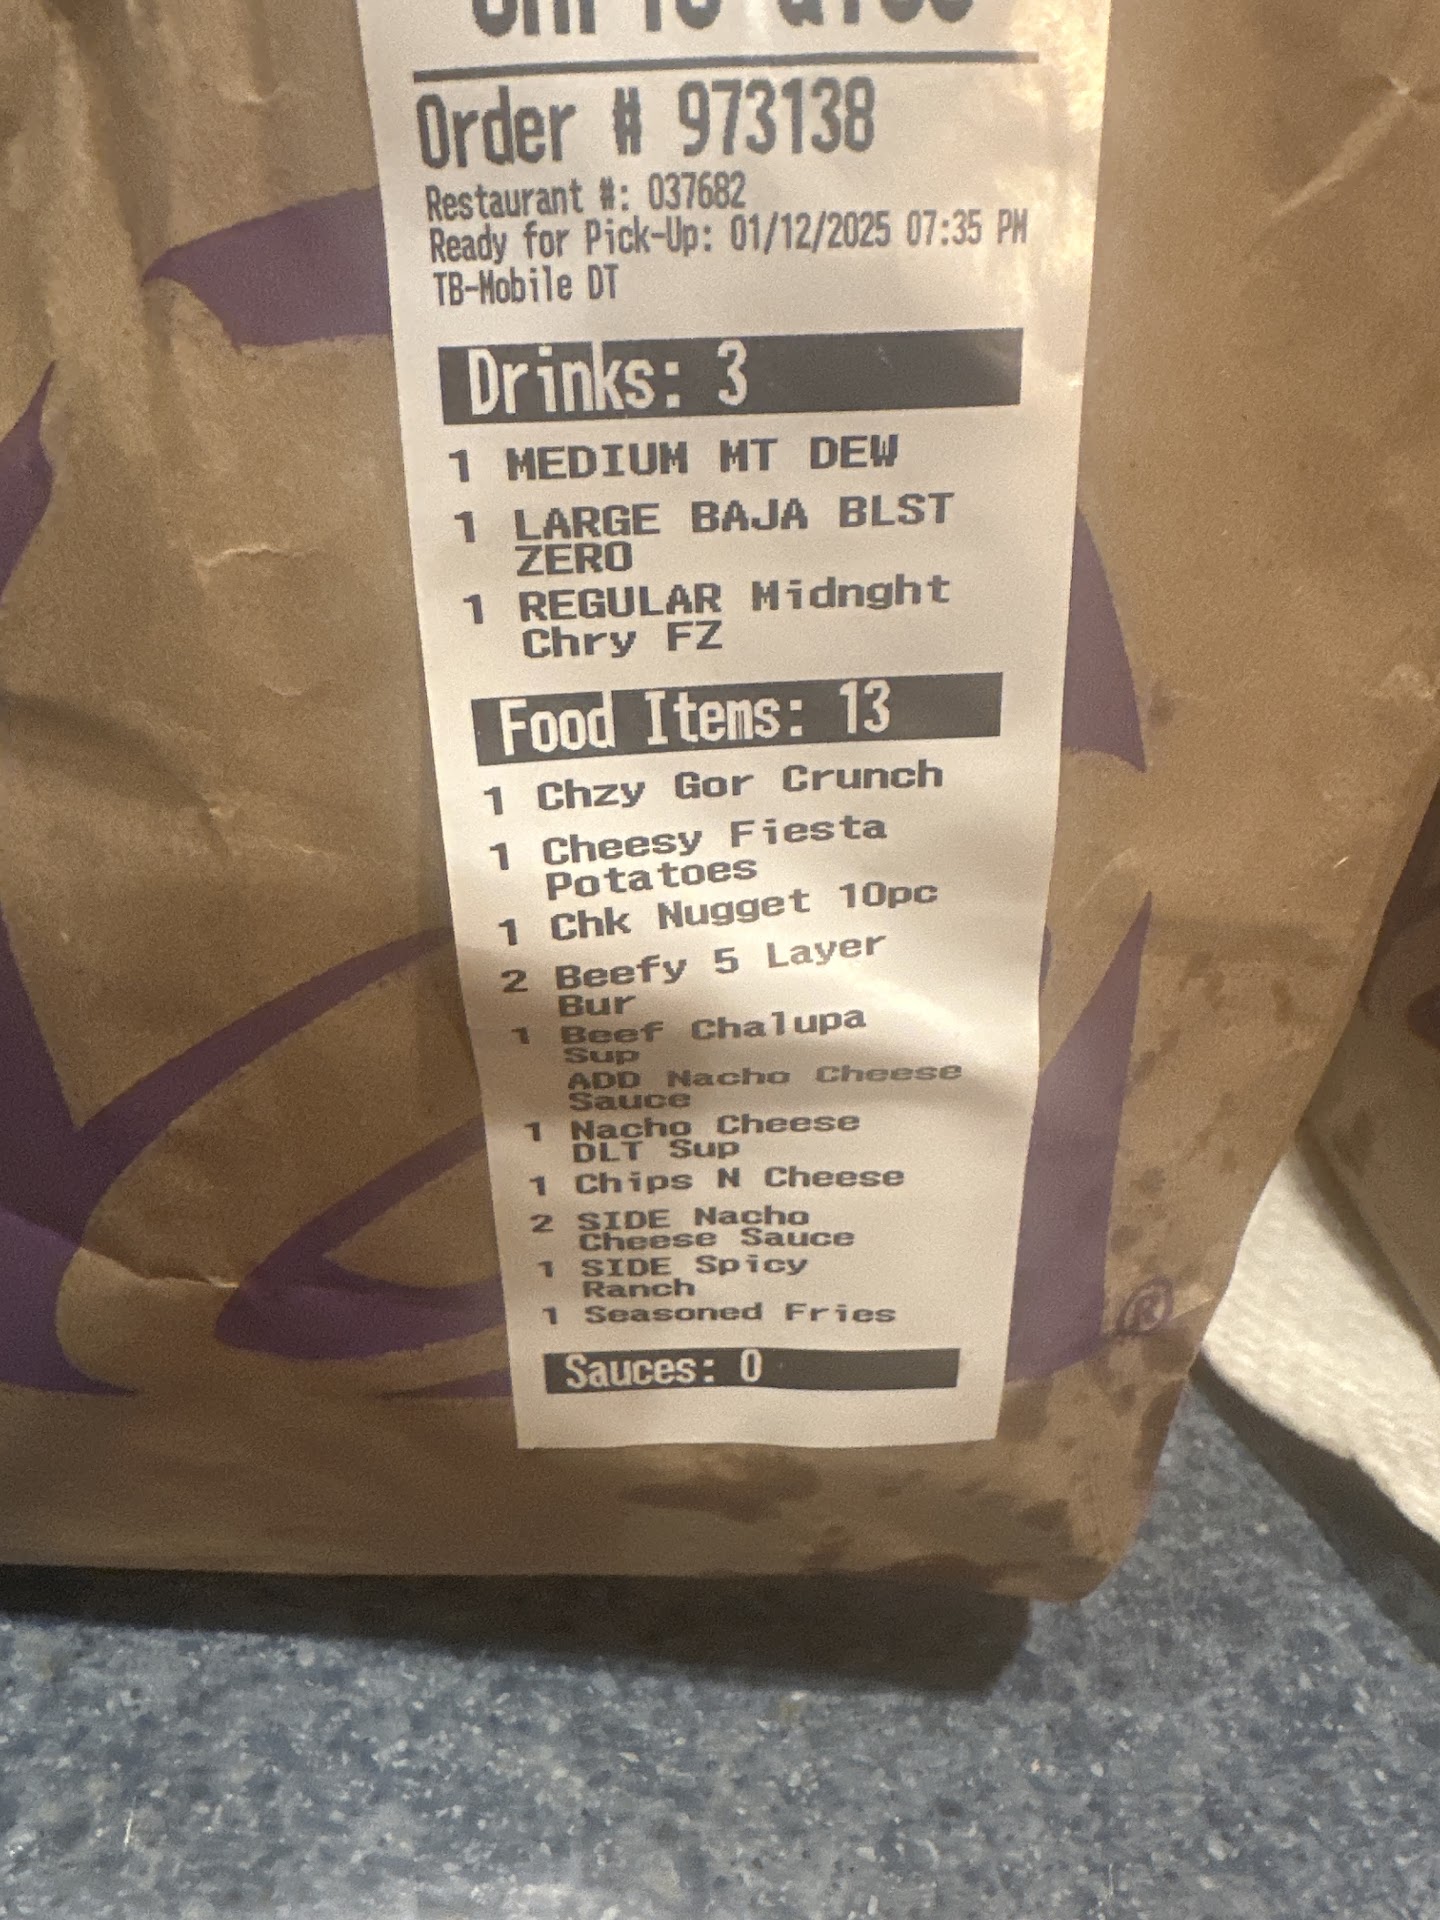 Order # 973138
Restaurant #: 037682
Ready for Pick-Up: 01/12/2025 07:35 PM
TB-Mobile DT
Drinks: 3
1 MEDIUM MT DEW
1 LARGE BAJA BLST
ZERO
1 REGULAR Midnght
Chry FZ
Food Items: 13
1 Chzy Gor Crunch
1 Cheesy Fiesta
Potatoes
1 Chk Nugget 10pc
2 Beefy 5 Layer
Bur
1 Beef Chalupa
Sup
ADD Nacho Cheese
Sauce
1 Nacho Cheese
DLT Sup
1 Chips N Cheese
2 SIDE Nacho
Cheese Sauce
1 SIDE Spicy
Ranch
1 Seasoned Fries
®
Sauces: 0